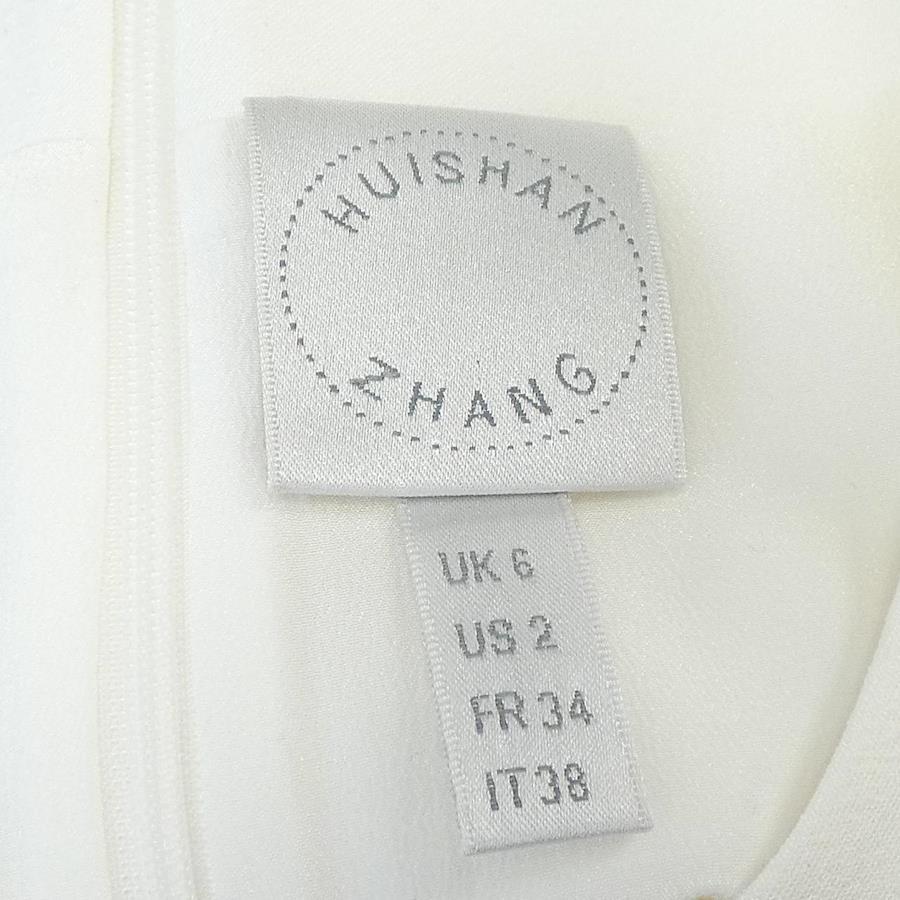 HUISHAN
ZHANG
UK 6
US 2
FR 34
IT 38